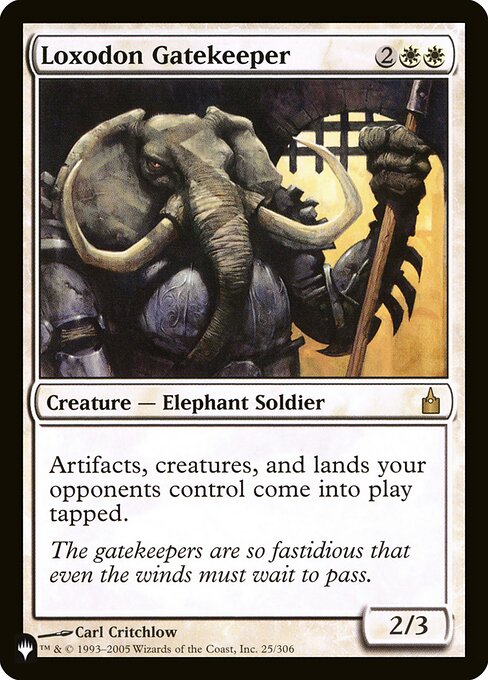 Loxodon Gatekeeper 2
Creature — Elephant Soldier
Artifacts, creatures, and lands your
opponents control come into play
tapped.
The gatekeepers are so fastidious that
even the winds must wait to pass.
Carl Critchlow
™ & © 1993–2005 Wizards of the Coast, Inc. 25/306
2/3